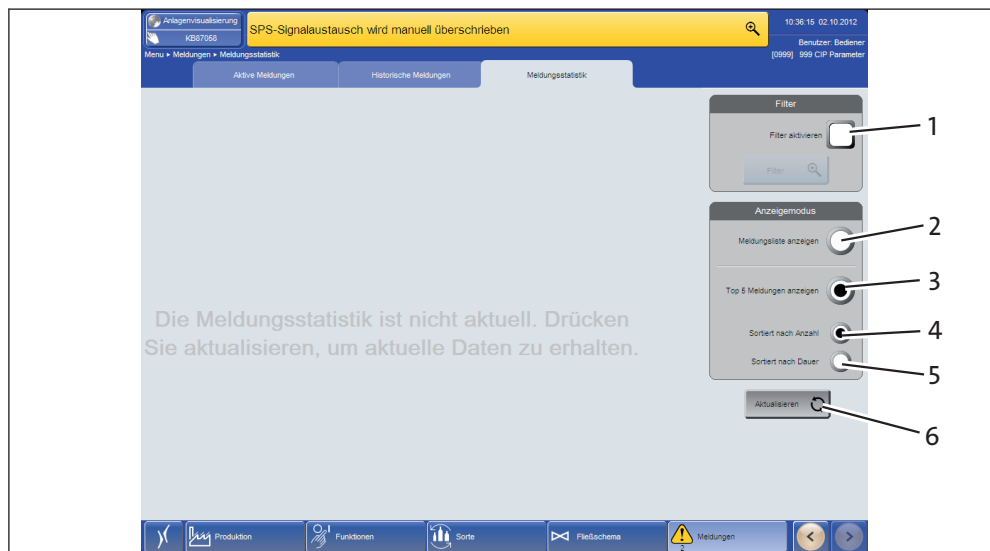 Anlagenvisualisierung
KB87058
SPS-Signalaustausch wird manuell überschrieben
10:36:15 02.10.2012
Benutzer: Bediener
[0999] 999 CIP Parameter
Menu ▸ Meldungen ▸ Meldungsstatistik
Aktive Meldungen
Historische Meldungen
Meldungsstatistik
Filter
Filter aktivieren
1
Filter
Anzeigemodus
Meldungsliste anzeigen
2
Top 5 Meldungen anzeigen
3
Sortiert nach Anzahl
4
Sortiert nach Dauer
5
Die Meldungsstatistik ist nicht aktuell. Drücken
Sie aktualisieren, um aktuelle Daten zu erhalten.
Aktualisieren
6
Produktion
Funktionen
Sorte
Fließschema
Meldungen
2